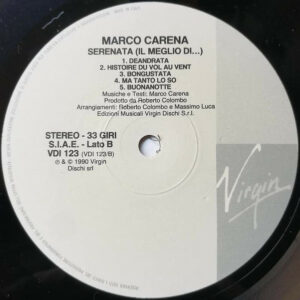 MARCO CARENA
SERENATA (IL MEGLIO DI...)
1. DEANDRATA
2. HISTOIRE DU VOL AU VENT
3. BONGUSTATA
4. MA TANTO LO SO
5. BUONANOTTE
Musiche e Testi: Marco Carena
Prodotto da Roberto Colombo
Arrangiamenti: Roberto Colombo e Massimo Luca
Edizioni Musicali Virgin Dischi S.r.l.
STEREO - 33 GIRI
S.I.A.E. - Lato B
VDI 123 (VDI 123/B)
℗ & © 1990 Virgin
Dischi srl
Virgin